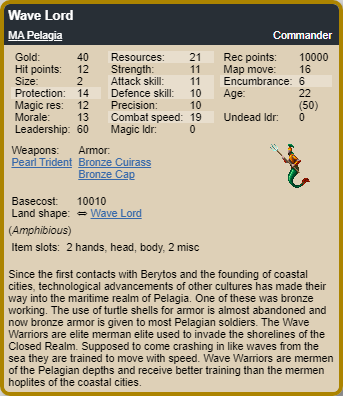 Wave Lord
MA Pelagia Commander
Gold: 40 Resources: 21 Rec points: 10000
Hit points: 12 Strength: 11 Map move: 16
Size: 2 Attack skill: 11 Encumbrance: 6
Protection: 14 Defence skill: 10 Age: 22
Magic res: 12 Precision: 10 (50)
Morale: 13 Combat speed: 19 Undead ldr: 0
Leadership: 60 Magic ldr: 0
Weapons: Armor:
Pearl Trident Bronze Cuirass
Bronze Cap
Basecost: 10010
Land shape: ⇔ Wave Lord
(Amphibious)
Item slots: 2 hands, head, body, 2 misc
Since the first contacts with Berytos and the founding of coastal
cities, technological advancements of other cultures has made their
way into the maritime realm of Pelagia. One of these was bronze
working. The use of turtle shells for armor is almost abandoned and
now bronze armor is given to most Pelagian soldiers. The Wave
Warriors are elite merman elite used to invade the shorelines of the
Closed Realm. Supposed to come crashing in like waves from the
sea they are trained to move with speed. Wave Warriors are mermen
of the Pelagian depths and receive better training than the mermen
hoplites of the coastal cities.